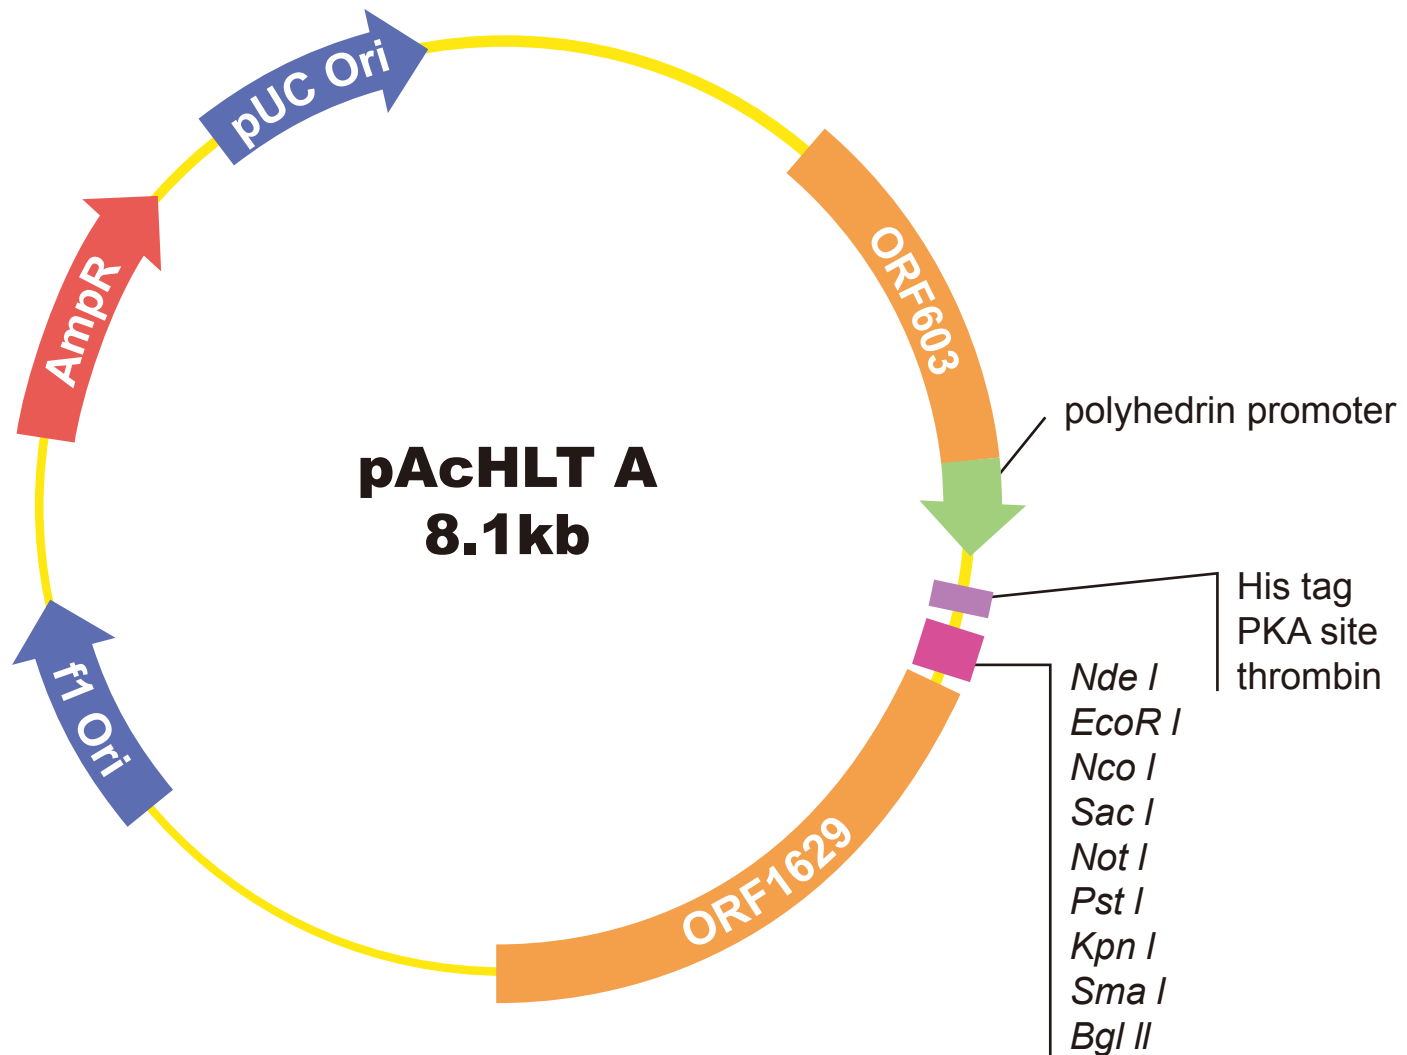 pUC Ori
ORF603
AmpR
polyhedrin promoter
pAcHLT A
8.1kb
His tag
PKA site
thrombin
f1 Ori
Nde I
EcoR I
Nco I
Sac I
Not I
Pst I
Kpn I
Sma I
Bgl II
ORF1629